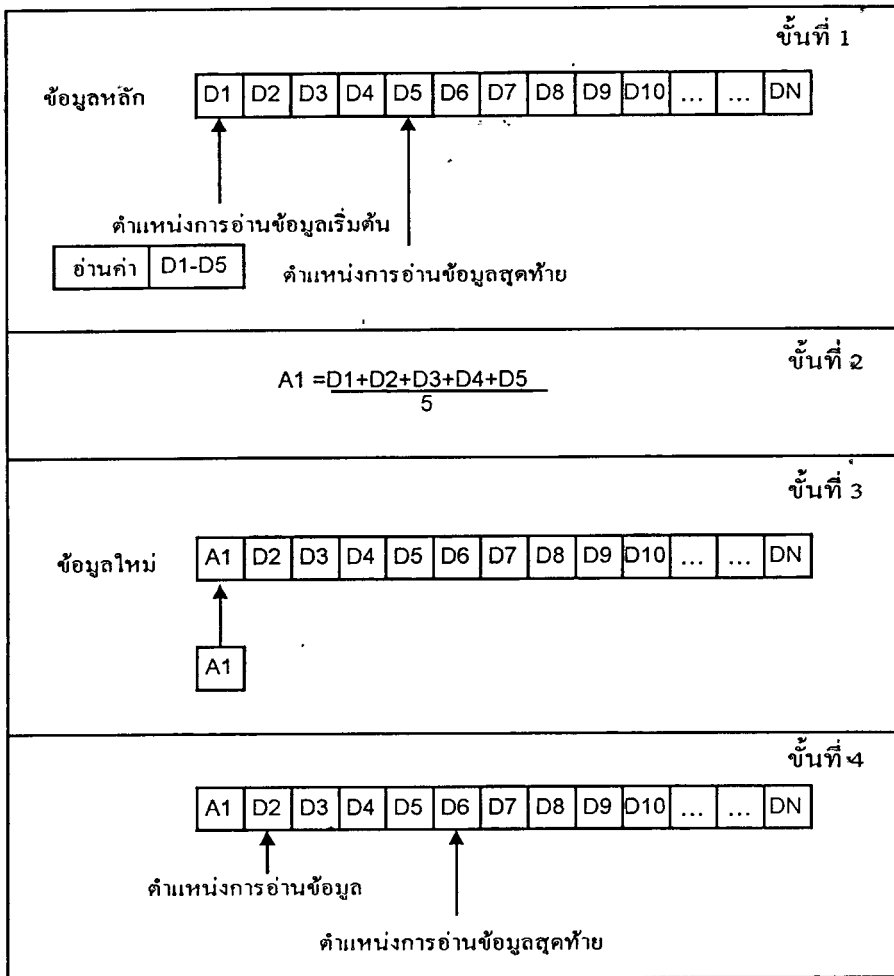 ขั้นที่ 1
ข้อมูลหลัก D1 D2 D3 D4 D5 D6 D7 D8 D9 D10 ... ... DN
ตำแหน่งการอ่านข้อมูลเริ่มต้น
อ่านค่า D1-D5
ตำแหน่งการอ่านข้อมูลสุดท้าย
ขั้นที่ 2
A1 =D1+D2+D3+D4+D5
5
ขั้นที่ 3
ข้อมูลใหม่ A1 D2 D3 D4 D5 D6 D7 D8 D9 D10 ... ... DN
A1
ขั้นที่ 4
A1 D2 D3 D4 D5 D6 D7 D8 D9 D10 ... ... DN
ตำแหน่งการอ่านข้อมูล
ตำแหน่งการอ่านข้อมูลสุดท้าย